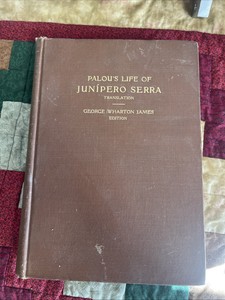 PALOU'S LIFE OF
JUNÍPERO SERRA
TRANSLATION
GEORGE WHARTON JAMES
EDITION